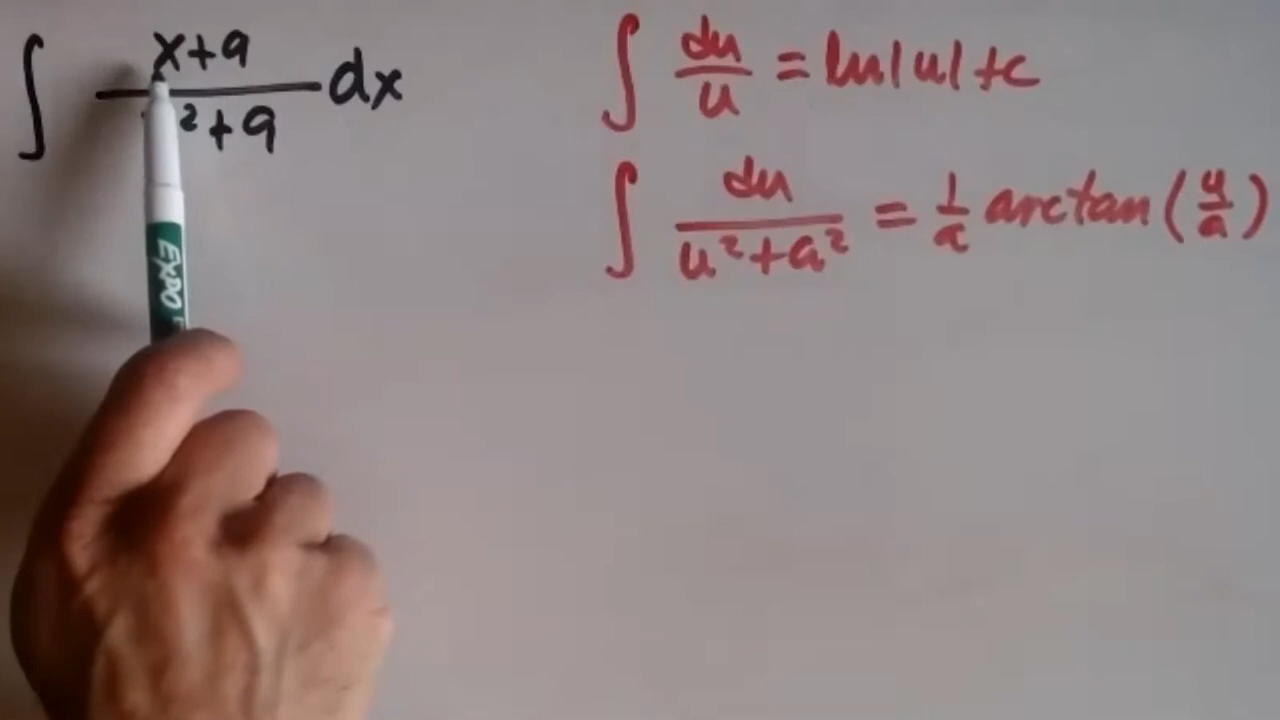 ∫ x+9 / ²+9 dx
∫ du/u = ln|u| + c
∫ du / u²+a² = 1/a arctan (u/a)
EXPO